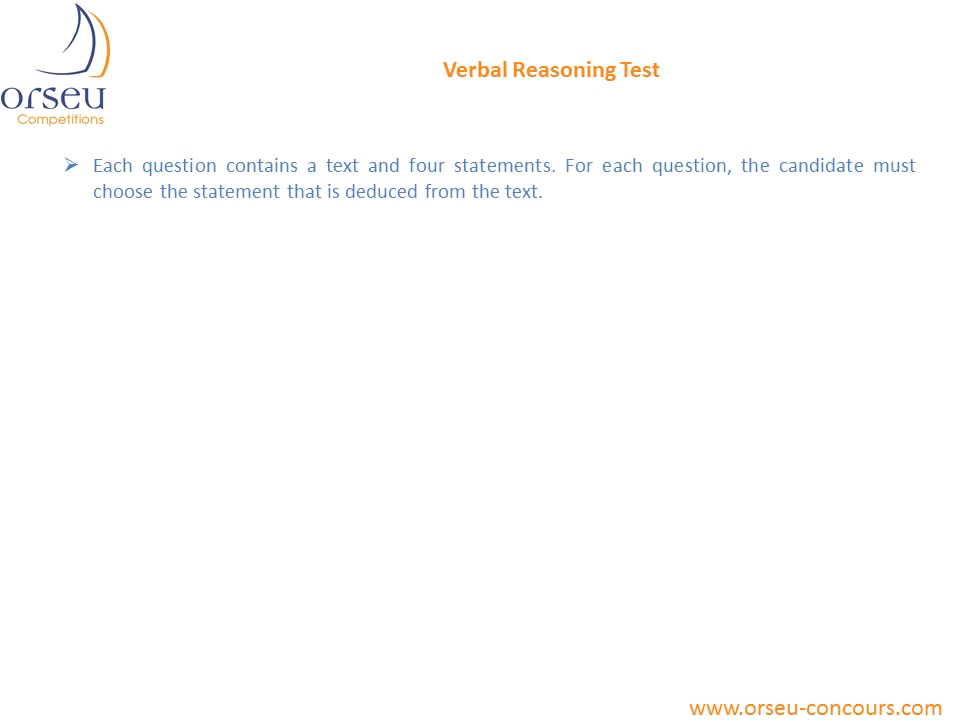 orseu
Competitions
Verbal Reasoning Test
Each question contains a text and four statements. For each question, the candidate must
choose the statement that is deduced from the text.
www.orseu-concours.com